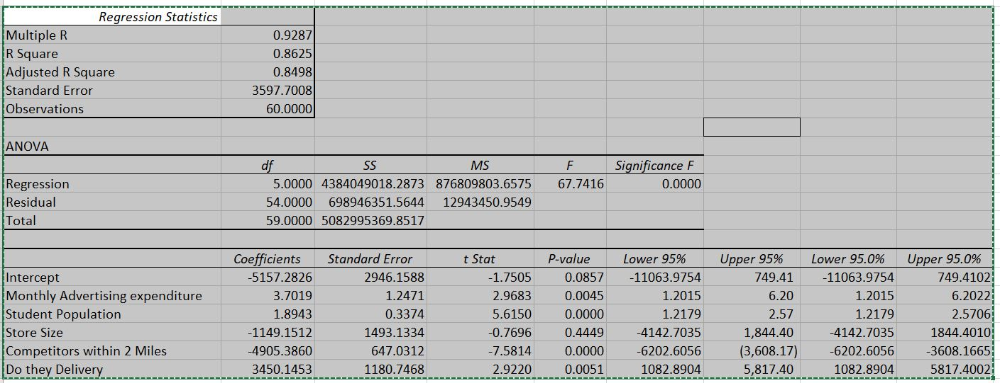 Regression Statistics
Multiple R 0.9287
R Square 0.8625
Adjusted R Square 0.8498
Standard Error 3597.7008
Observations 60.0000
ANOVA
df SS MS F Significance F
Regression 5.0000 4384049018.2873 876809803.6575 67.7416 0.0000
Residual 54.0000 698946351.5644 12943450.9549
Total 59.0000 5082995369.8517
Coefficients Standard Error t Stat P-value Lower 95% Upper 95% Lower 95.0% Upper 95.0%
Intercept -5157.2826 2946.1588 -1.7505 0.0857 -11063.9754 749.41 -11063.9754 749.4102
Monthly Advertising expenditure 3.7019 1.2471 2.9683 0.0045 1.2015 6.20 1.2015 6.2022
Student Population 1.8943 0.3374 5.6150 0.0000 1.2179 2.57 1.2179 2.5706
Store Size -1149.1512 1493.1334 -0.7696 0.4449 -4142.7035 1,844.40 -4142.7035 1844.4010
Competitors within 2 Miles -4905.3860 647.0312 -7.5814 0.0000 -6202.6056 (3,608.17) -6202.6056 -3608.1665
Do they Delivery 3450.1453 1180.7468 2.9220 0.0051 1082.8904 5,817.40 1082.8904 5817.4002